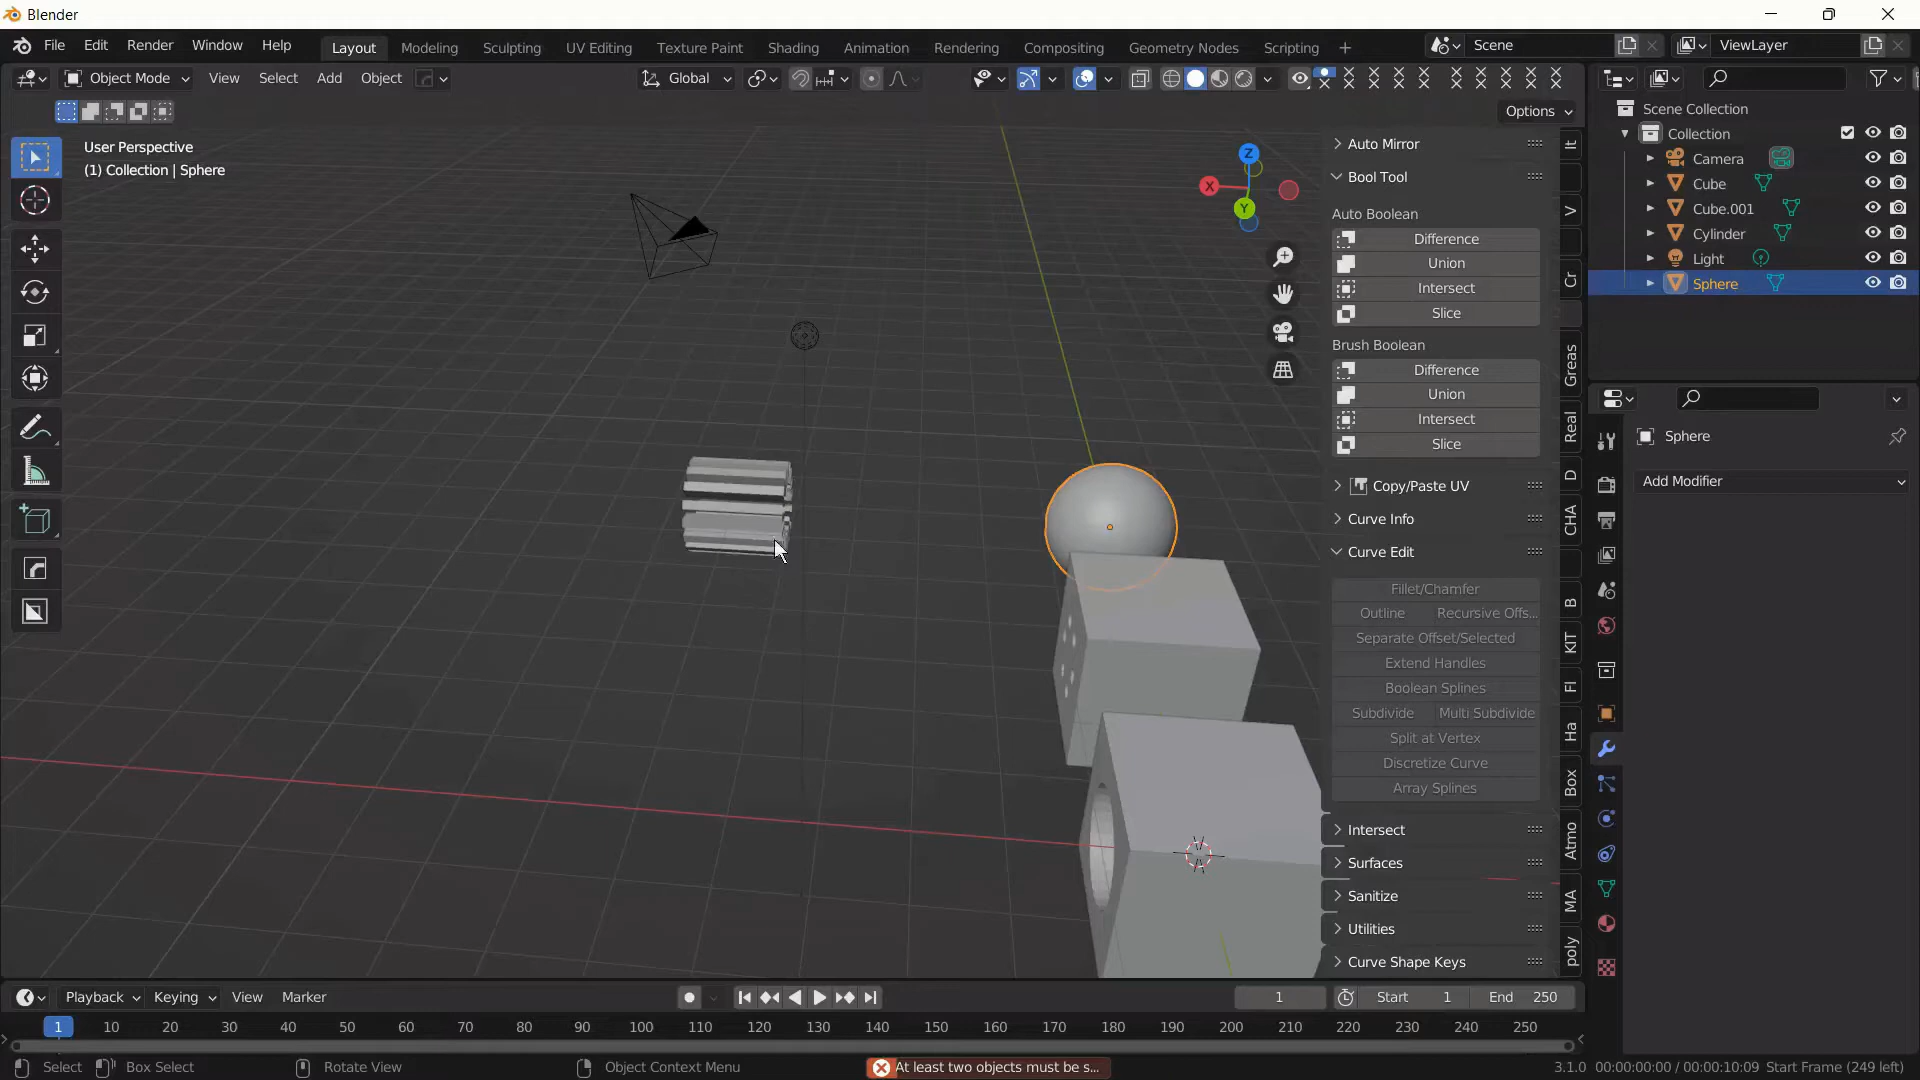 Blender
File Edit Render Window Help
Layout Modeling Sculpting UV Editing Texture Paint Shading Animation Rendering Compositing Geometry Nodes Scripting +
Scene
ViewLayer
Object Mode View Select Add Object
Global
Options
User Perspective
(1) Collection | Sphere
X
Y
Z
Auto Mirror
Bool Tool
Auto Boolean
Difference
Union
Intersect
Slice
Brush Boolean
Difference
Union
Intersect
Slice
Copy/Paste UV
Curve Info
Curve Edit
Fillet/Chamfer
Outline Recursive Offs...
Separate Offset/Selected
Extend Handles
Boolean Splines
Subdivide Multi Subdivide
Split at Vertex
Discretize Curve
Array Splines
Intersect
Surfaces
Sanitize
Utilities
Curve Shape Keys
It
V
Cr
Greas
Real
D
CHA
B
KIT
Fl
Ha
Box
Atmo
MA
poly
Scene Collection
Collection
Camera
Cube
Cube.001
Cylinder
Light
Sphere
Sphere
Add Modifier
Playback Keying View Marker
1 Start 1 End 250
1 10 20 30 40 50 60 70 80 90 100 110 120 130 140 150 160 170 180 190 200 210 220 230 240 250
Select Box Select Rotate View Object Context Menu At least two objects must be s... 3.1.0 00:00:00:00 / 00:00:10:09 Start Frame (249 left)